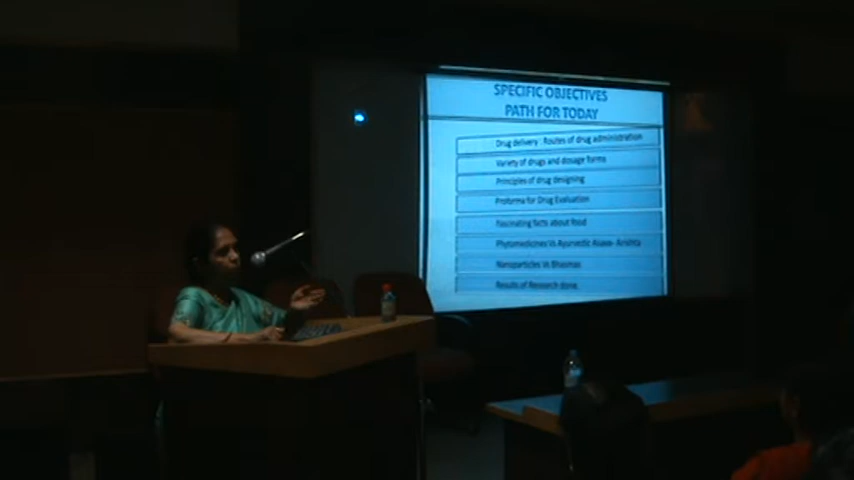 SPECIFIC OBJECTIVES
PATH FOR TODAY
Drug delivery : Routes of drug administration
Variety of drugs and dosage forms
Principles of drug designing
Proforma for Drug Evaluation
Fascinating facts about food
Phytomedicines Vs Ayurvedic Asava- Arishta
Nanoparticles Vs Bhasmas
Results of Research done.